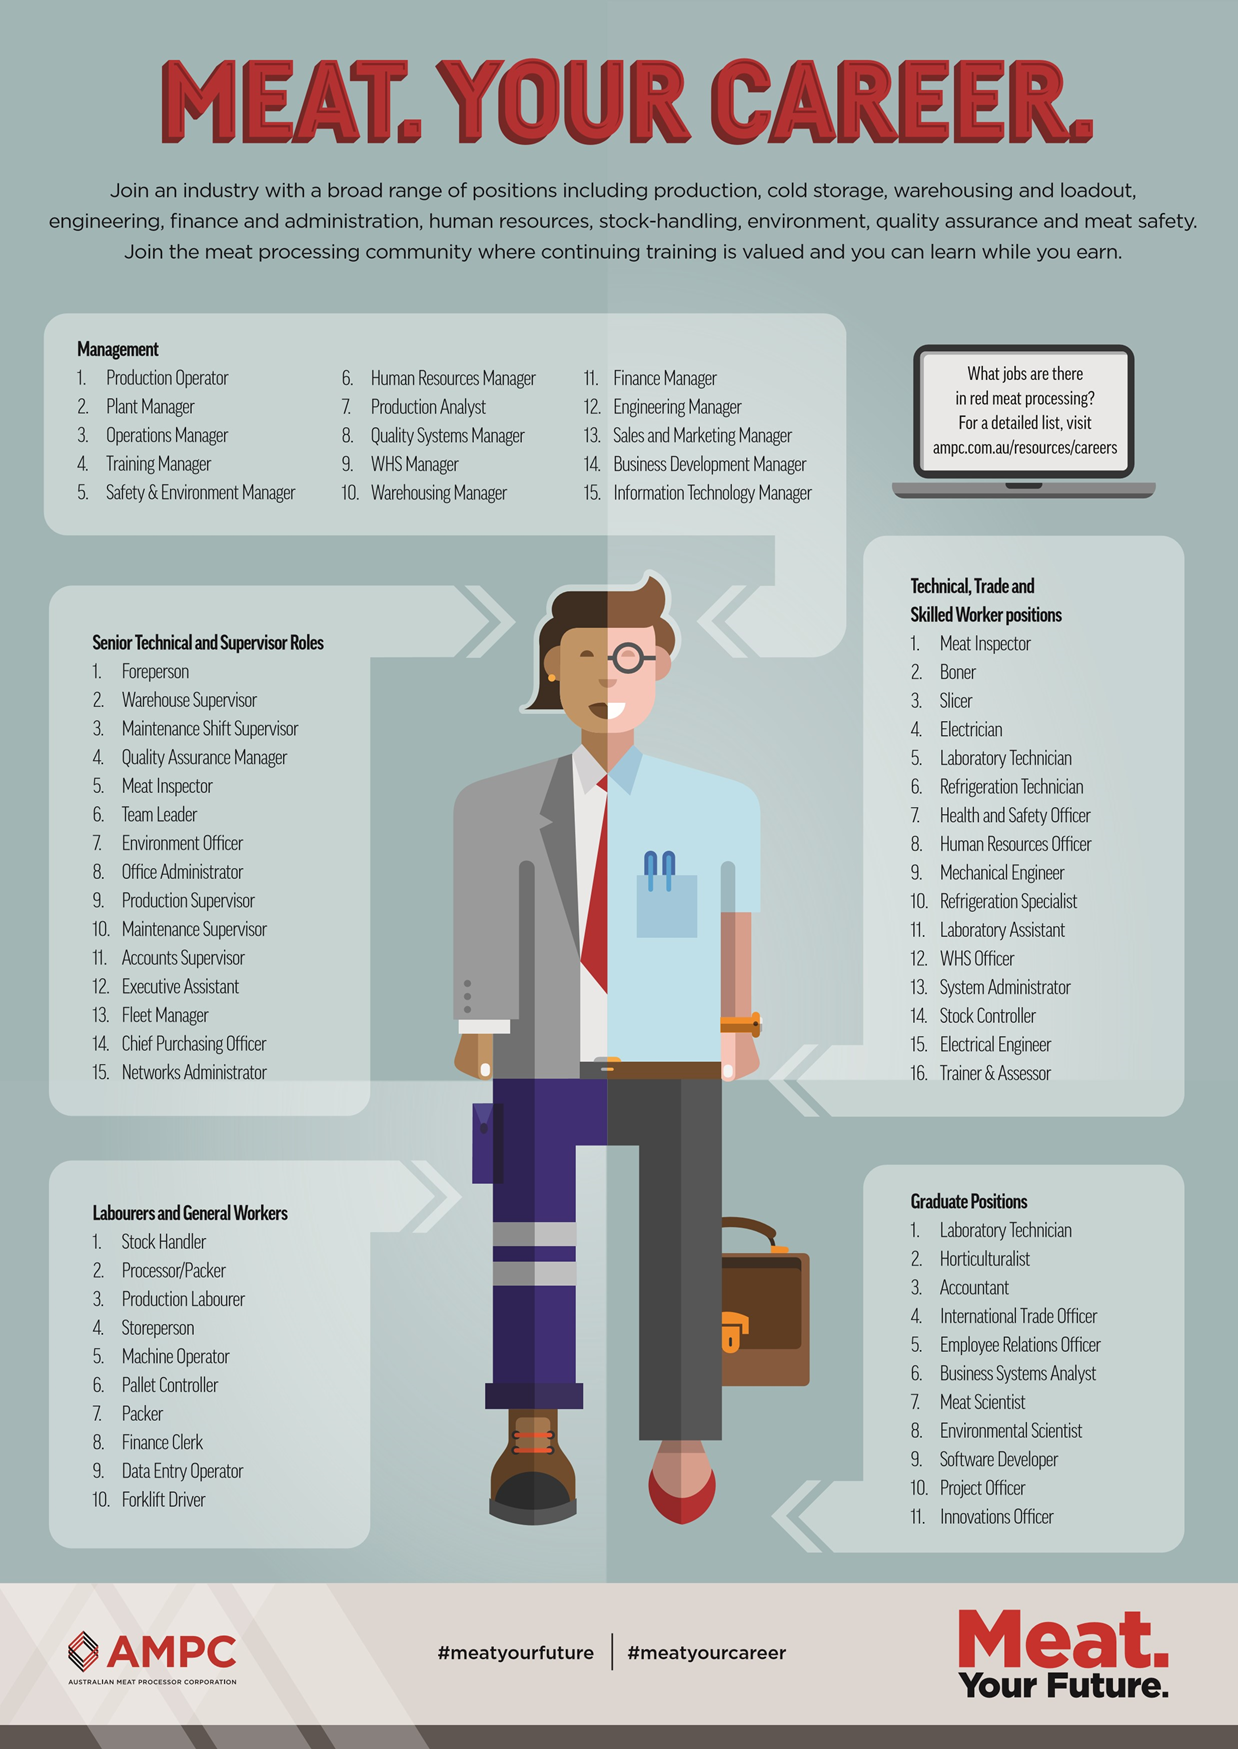 MEAT. YOUR CAREER.
Join an industry with a broad range of positions including production, cold storage, warehousing and loadout,
engineering, finance and administration, human resources, stock-handling, environment, quality assurance and meat safety.
Join the meat processing community where continuing training is valued and you can learn while you earn.
Management
1. Production Operator
2. Plant Manager
3. Operations Manager
4. Training Manager
5. Safety & Environment Manager
6. Human Resources Manager
7. Production Analyst
8. Quality Systems Manager
9. WHS Manager
10. Warehousing Manager
11. Finance Manager
12. Engineering Manager
13. Sales and Marketing Manager
14. Business Development Manager
15. Information Technology Manager
What jobs are there
in red meat processing?
For a detailed list, visit
ampc.com.au/resources/careers
Senior Technical and Supervisor Roles
1. Foreperson
2. Warehouse Supervisor
3. Maintenance Shift Supervisor
4. Quality Assurance Manager
5. Meat Inspector
6. Team Leader
7. Environment Officer
8. Office Administrator
9. Production Supervisor
10. Maintenance Supervisor
11. Accounts Supervisor
12. Executive Assistant
13. Fleet Manager
14. Chief Purchasing Officer
15. Networks Administrator
Technical, Trade and
Skilled Worker positions
1. Meat Inspector
2. Boner
3. Slicer
4. Electrician
5. Laboratory Technician
6. Refrigeration Technician
7. Health and Safety Officer
8. Human Resources Officer
9. Mechanical Engineer
10. Refrigeration Specialist
11. Laboratory Assistant
12. WHS Officer
13. System Administrator
14. Stock Controller
15. Electrical Engineer
16. Trainer & Assessor
Labourers and General Workers
1. Stock Handler
2. Processor/Packer
3. Production Labourer
4. Storeperson
5. Machine Operator
6. Pallet Controller
7. Packer
8. Finance Clerk
9. Data Entry Operator
10. Forklift Driver
Graduate Positions
1. Laboratory Technician
2. Horticulturalist
3. Accountant
4. International Trade Officer
5. Employee Relations Officer
6. Business Systems Analyst
7. Meat Scientist
8. Environmental Scientist
9. Software Developer
10. Project Officer
11. Innovations Officer
AMPC
AUSTRALIAN MEAT PROCESSOR CORPORATION
#meatyourfuture | #meatyourcareer
Meat.
Your Future.